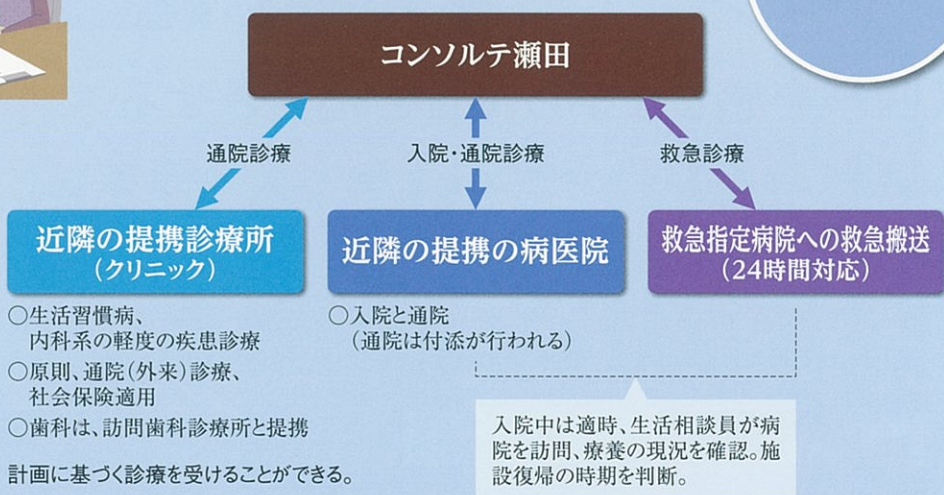 コンソルテ瀬田
通院診療
入院・通院診療
救急診療
近隣の提携診療所
(クリニック)
近隣の提携の病医院
救急指定病院への救急搬送
(24時間対応)
○生活習慣病、
内科系の軽度の疾患診療
○原則、通院(外来)診療、
社会保険適用
○歯科は、訪問歯科診療所と提携
計画に基づく診療を受けることができる。
○入院と通院
(通院は付添が行われる)
入院中は適時、生活相談員が病
院を訪問、療養の現況を確認。施
設復帰の時期を判断。